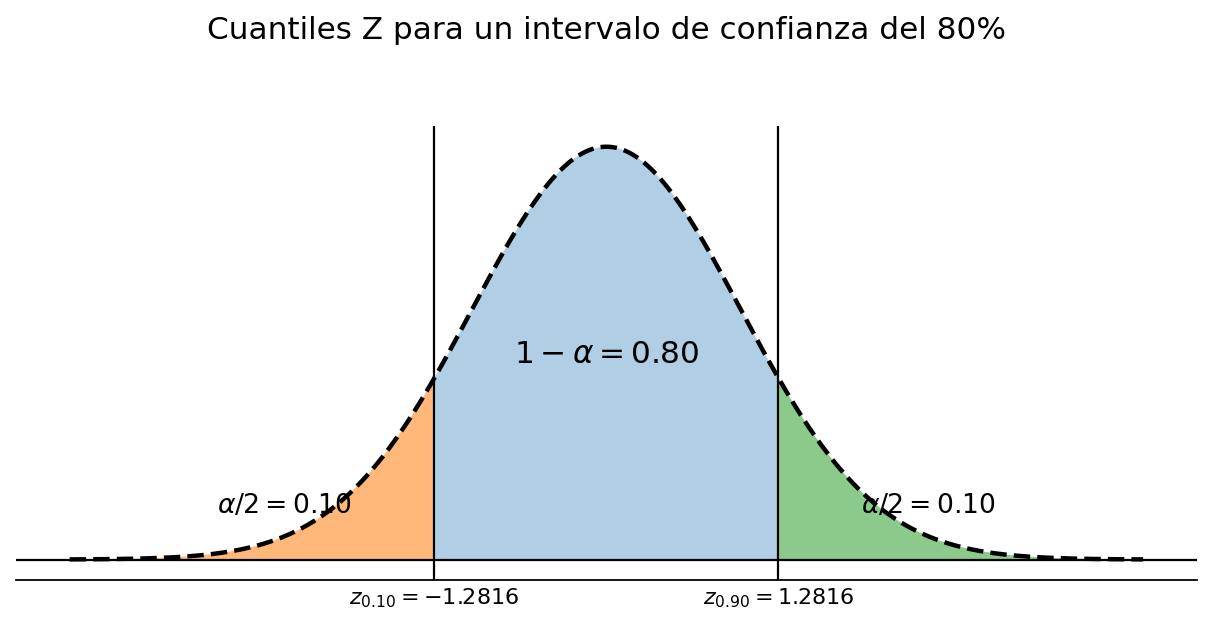 Cuantiles Z para un intervalo de confianza del 80%
1 − α = 0.80
α/2 = 0.10
α/2 = 0.10
z₀.₁₀ = −1.2816
z₀.₉₀ = 1.2816